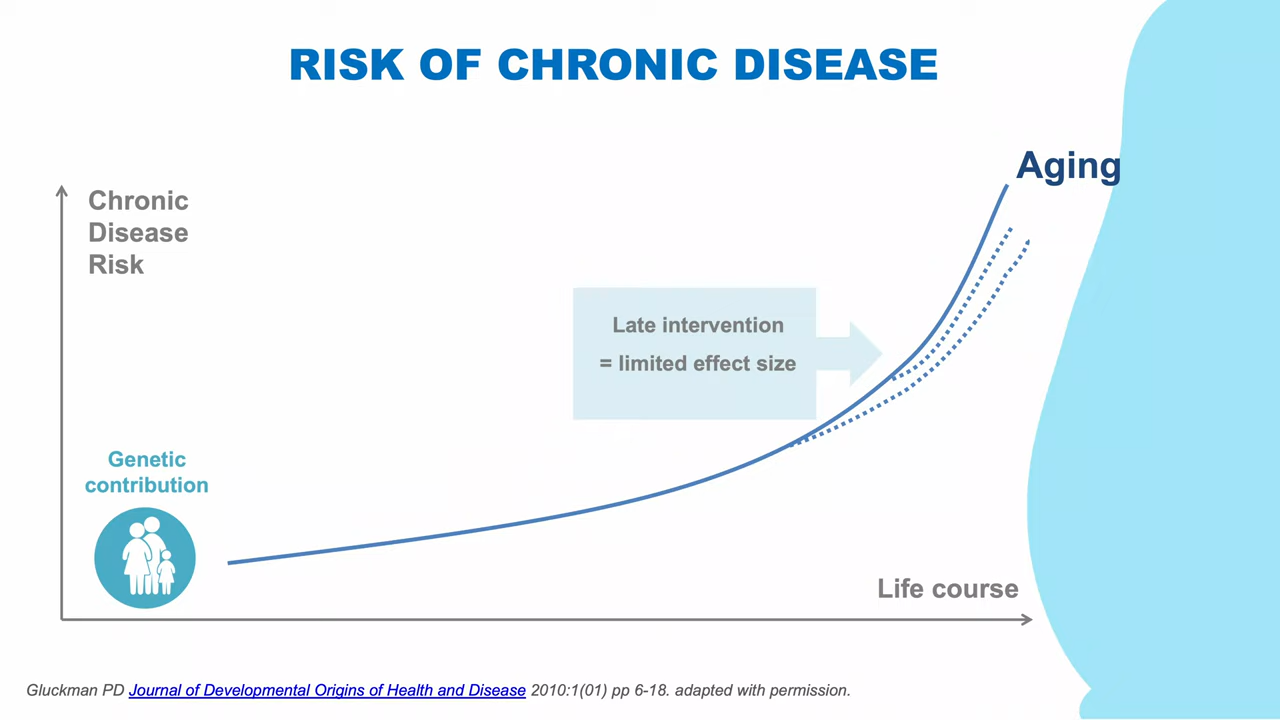 RISK OF CHRONIC DISEASE
Aging
Chronic
Disease
Risk
Late intervention
= limited effect size
Genetic
contribution
Life course
Gluckman PD Journal of Developmental Origins of Health and Disease 2010:1(01) pp 6-18. adapted with permission.